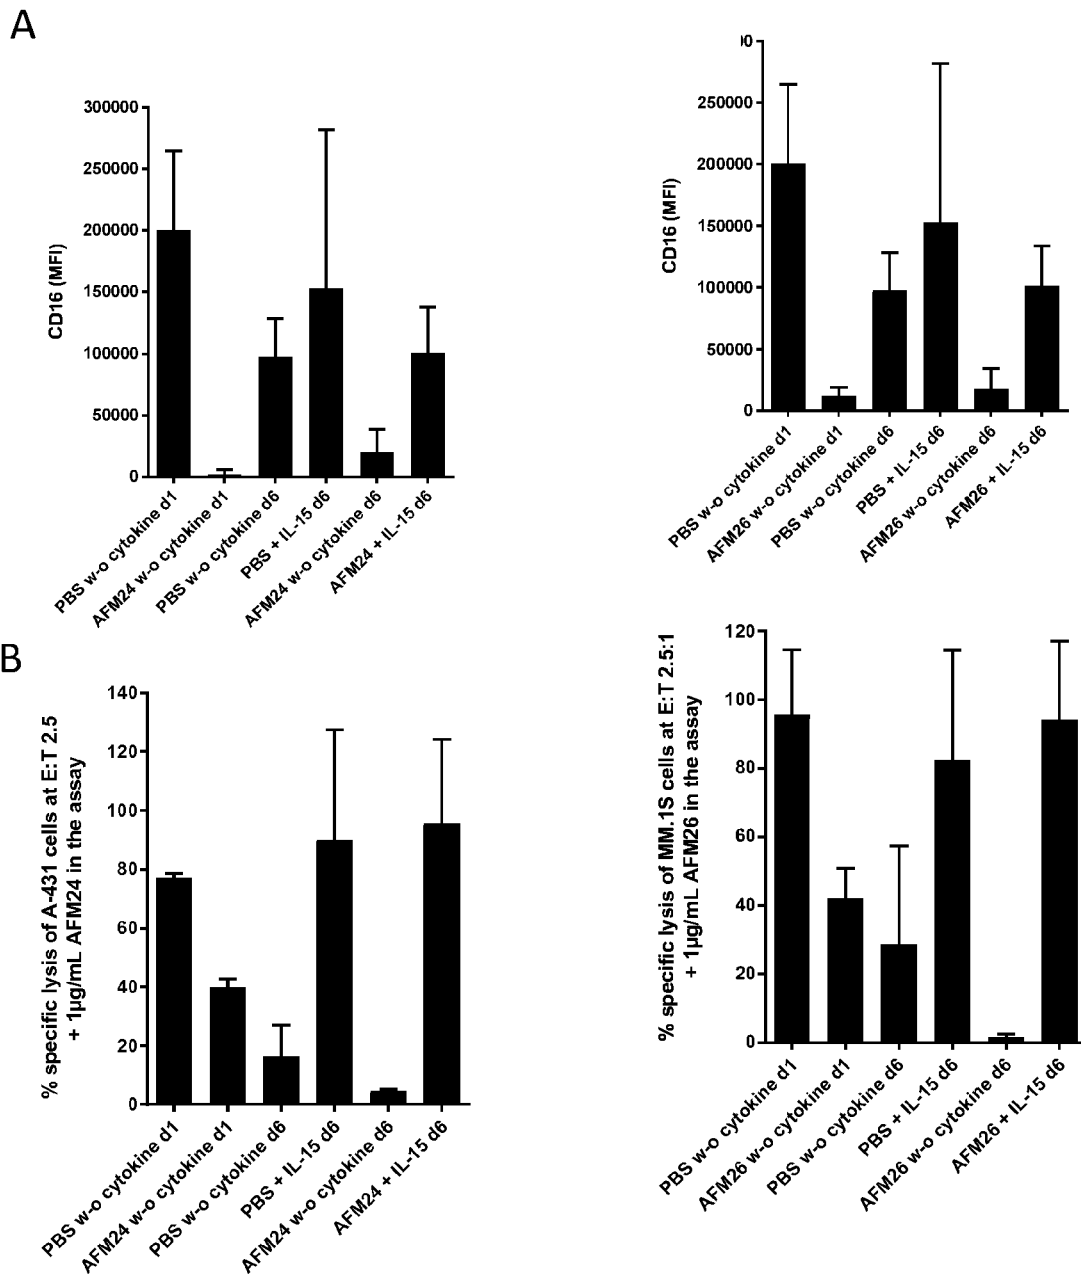 A
CD16 (MFI)
300000
250000
200000
150000
100000
50000
0
PBS w-o cytokine d1
AFM24 w-o cytokine d1
PBS w-o cytokine d6
PBS + IL-15 d6
AFM24 w-o cytokine d6
AFM24 + IL-15 d6
CD16 (MFI)
00
250000
200000
150000
100000
50000
0
PBS w-o cytokine d1
AFM26 w-o cytokine d1
PBS w-o cytokine d6
PBS + IL-15 d6
AFM26 w-o cytokine d6
AFM26 + IL-15 d6
B
% specific lysis of A-431 cells at E:T 2.5
+ 1µg/mL AFM24 in the assay
140
120
100
80
60
40
20
0
PBS w-o cytokine d1
AFM24 w-o cytokine d1
PBS w-o cytokine d6
PBS + IL-15 d6
AFM24 w-o cytokine d6
AFM24 + IL-15 d6
% specific lysis of MM.1S cells at E:T 2.5:1
+ 1µg/mL AFM26 in the assay
120
100
80
60
40
20
0
PBS w-o cytokine d1
AFM26 w-o cytokine d1
PBS w-o cytokine d6
PBS + IL-15 d6
AFM26 w-o cytokine d6
AFM26 + IL-15 d6